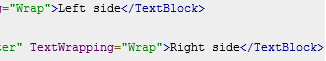 ="Wrap">Left side</TextBlock>
er" TextWrapping="Wrap">Right side</TextBlock>